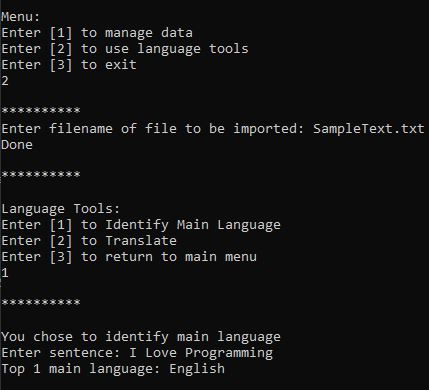 Menu:
Enter [1] to manage data
Enter [2] to use language tools
Enter [3] to exit
2
**********
Enter filename of file to be imported: SampleText.txt
Done
**********
Language Tools:
Enter [1] to Identify Main Language
Enter [2] to Translate
Enter [3] to return to main menu
1
**********
You chose to identify main language
Enter sentence: I Love Programming
Top 1 main language: English